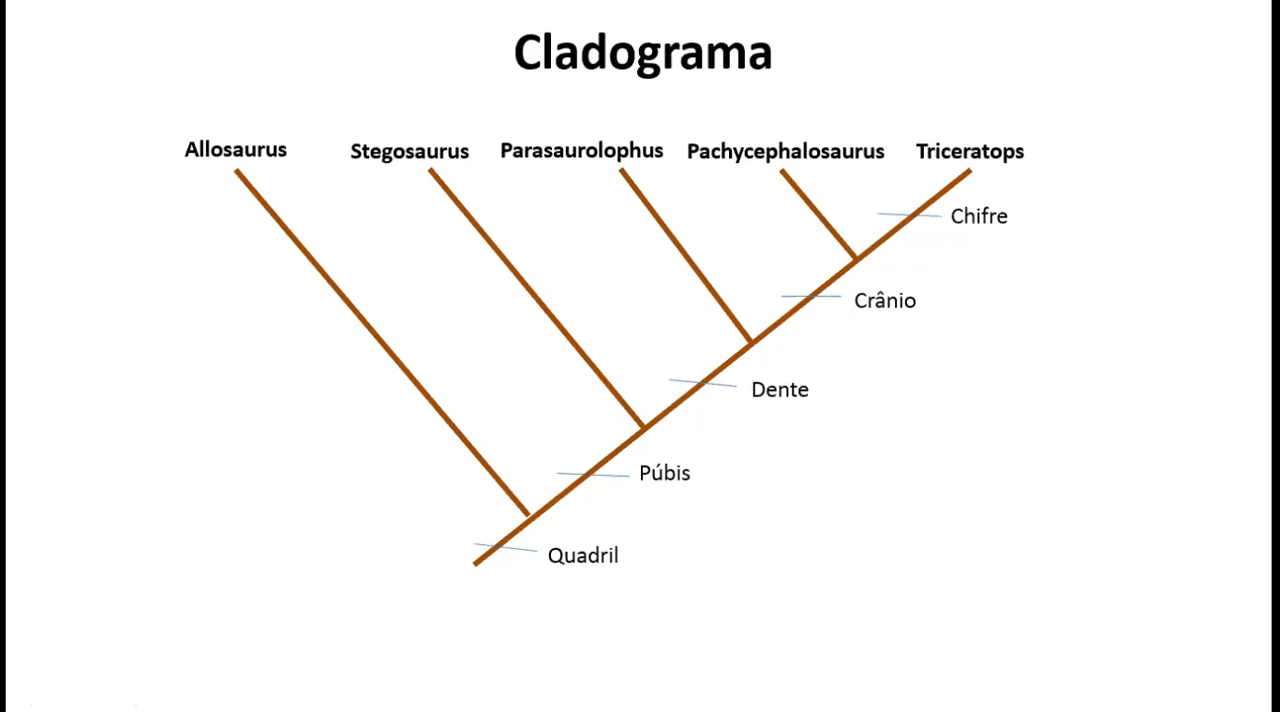 Cladograma
Allosaurus Stegosaurus Parasaurolophus Pachycephalosaurus Triceratops
Chifre
Crânio
Dente
Púbis
Quadril